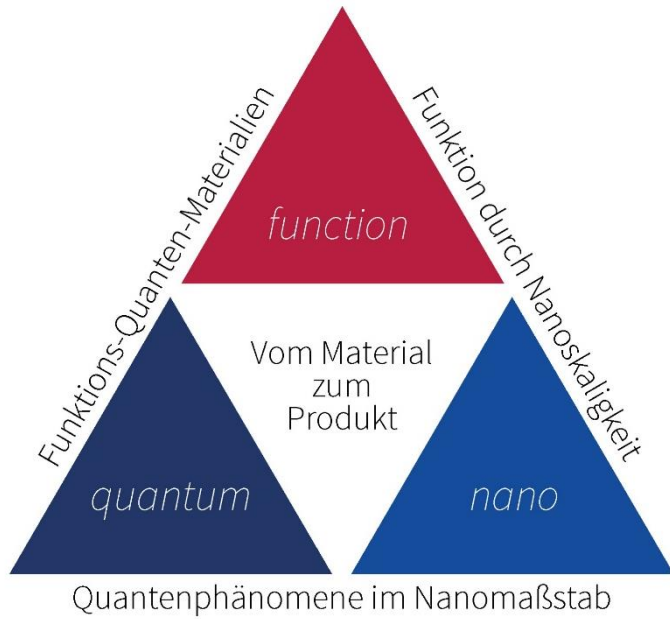 Funktions-Quanten-Materialien
Funktion durch Nanoskaligkeit
function
Vom Material
zum
Produkt
quantum
nano
Quantenphänomene im Nanomaßstab